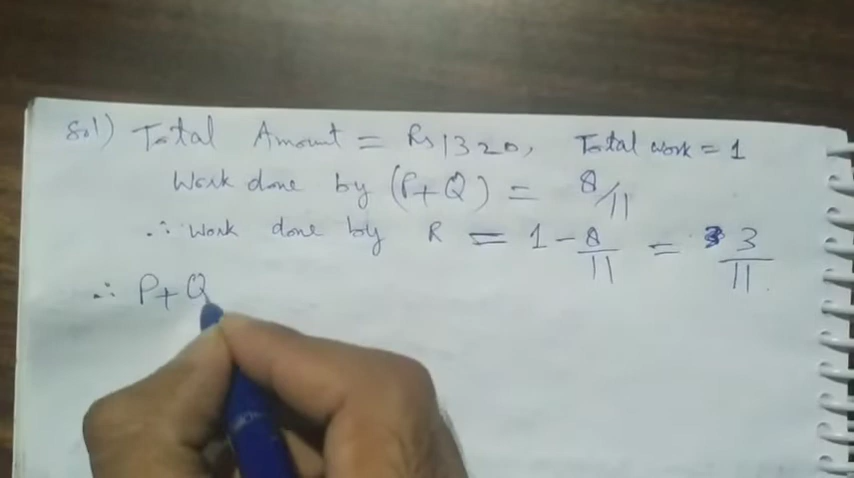 Sol) Total Amount = Rs 1320, Total work = 1
Work done by (P+Q) = 8/11
∴ Work done by R = 1 - 8/11 = 3/11
∴ P+Q